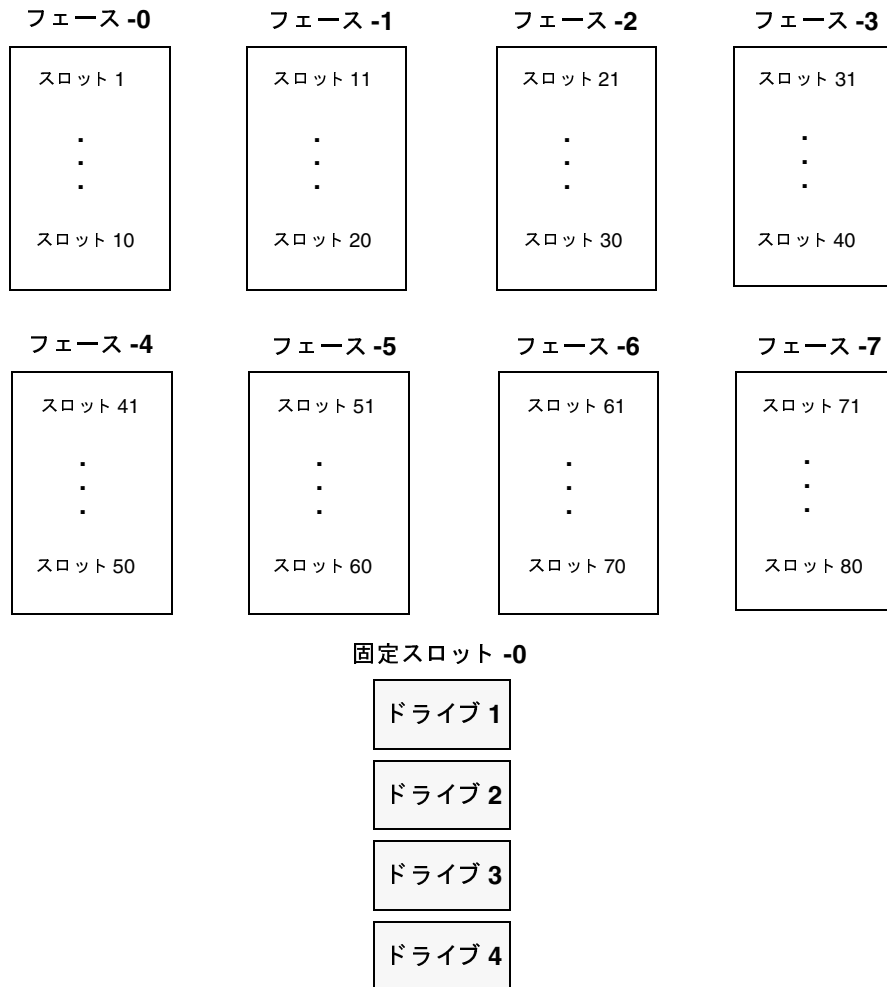 フェース -0
フェース -1
フェース -2
フェース -3
スロット 1
スロット 11
スロット 21
スロット 31
スロット 10
スロット 20
スロット 30
スロット 40
フェース -4
フェース -5
フェース -6
フェース -7
スロット 41
スロット 51
スロット 61
スロット 71
スロット 50
スロット 60
スロット 70
スロット 80
固定スロット -0
ドライブ 1
ドライブ 2
ドライブ 3
ドライブ 4